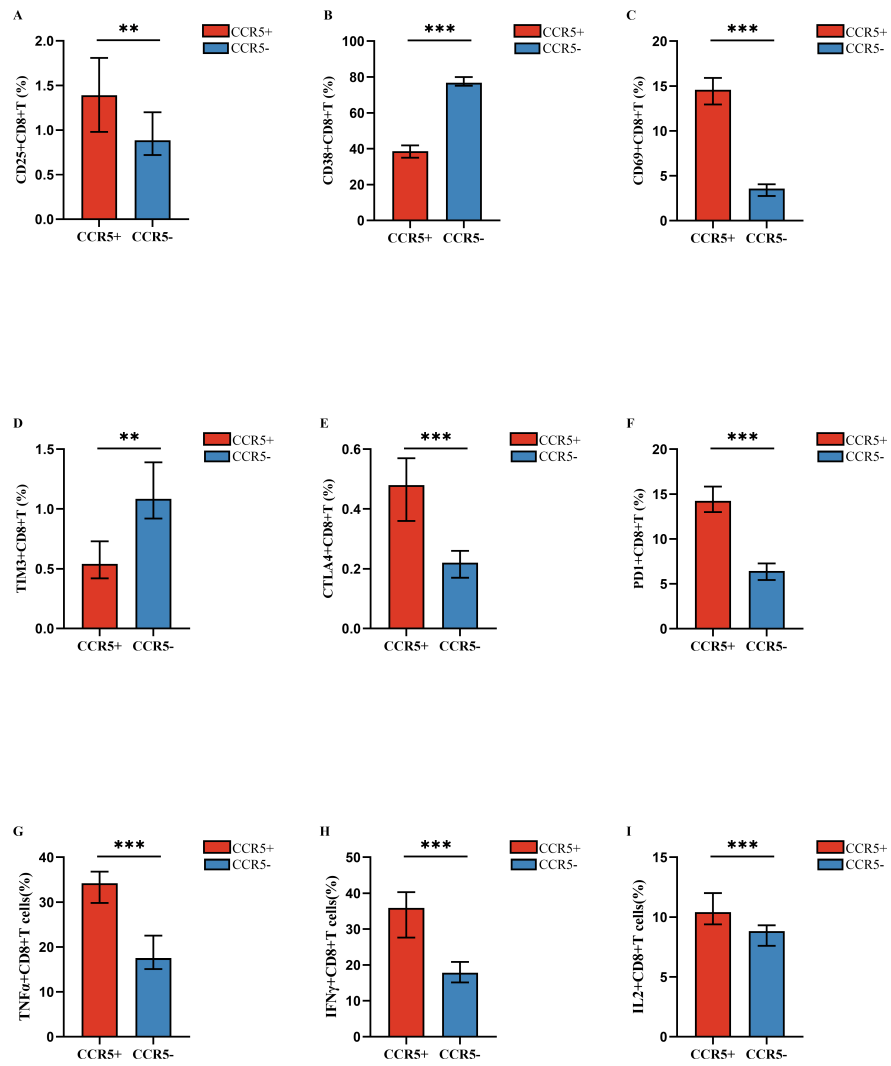 A
**
CCR5+
CCR5-
CD25+CD8+T (%)
2.0
1.5
1.0
0.5
0.0
CCR5+ CCR5-
B
***
CCR5+
CCR5-
CD38+CD8+T (%)
100
80
60
40
20
0
CCR5+ CCR5-
C
***
CCR5+
CCR5-
CD69+CD8+T (%)
20
15
10
5
0
CCR5+ CCR5-
D
**
CCR5+
CCR5-
TIM3+CD8+T (%)
1.5
1.0
0.5
0.0
CCR5+ CCR5-
E
***
CCR5+
CCR5-
CTLA4+CD8+T (%)
0.6
0.4
0.2
0.0
CCR5+ CCR5-
F
***
CCR5+
CCR5-
PD1+CD8+T (%)
20
15
10
5
0
CCR5+ CCR5-
G
***
CCR5+
CCR5-
TNFα+CD8+T cells(%)
40
30
20
10
0
CCR5+ CCR5-
H
***
CCR5+
CCR5-
IFNγ+CD8+T cells(%)
50
40
30
20
10
0
CCR5+ CCR5-
I
***
CCR5+
CCR5-
IL2+CD8+T cells(%)
15
10
5
0
CCR5+ CCR5-